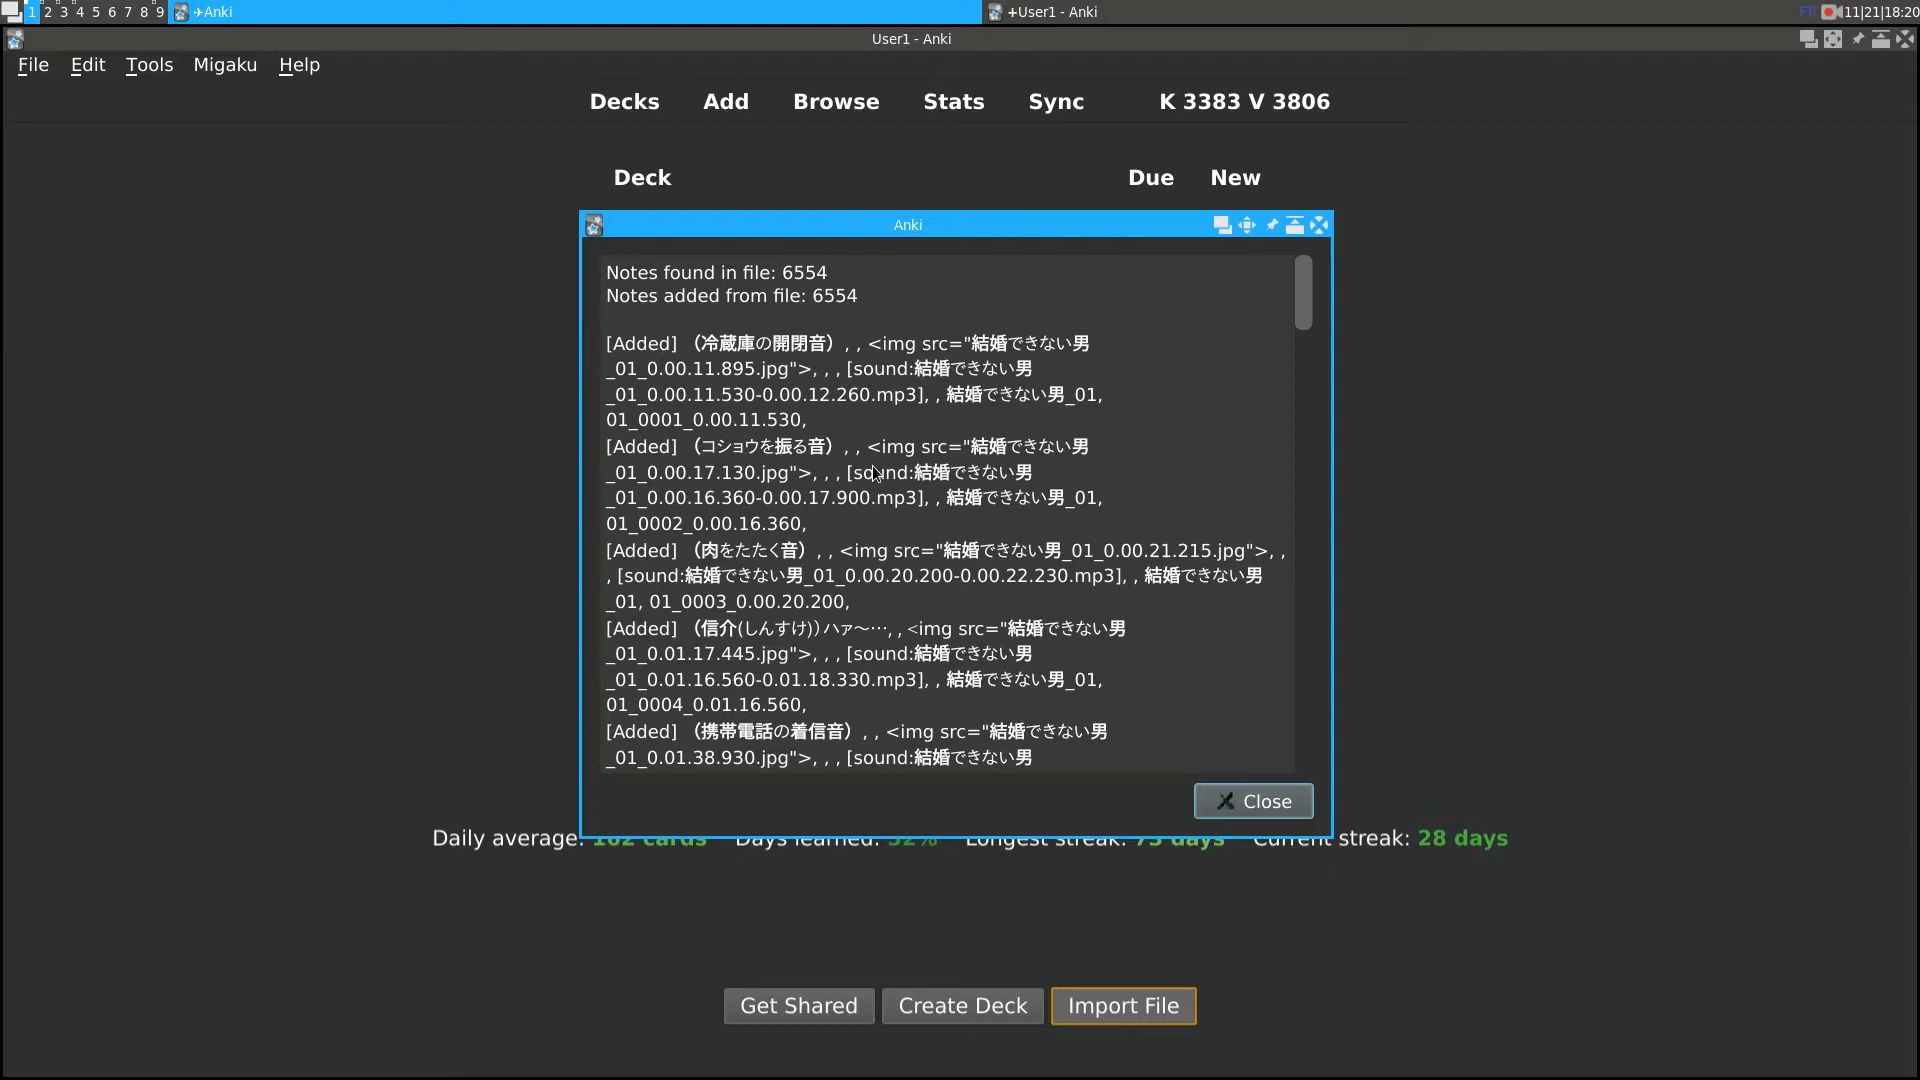 1 2 3 4 5 6 7 8 9 Anki +User1 - Anki FR 11|21|18:20
User1 - Anki
File Edit Tools Migaku Help
Decks Add Browse Stats Sync K 3383 V 3806
Deck Due New
Anki
Notes found in file: 6554
Notes added from file: 6554
[Added] （冷蔵庫の開閉音）, , <img src="結婚できない男
_01_0.00.11.895.jpg">, , , [sound:結婚できない男
_01_0.00.11.530-0.00.12.260.mp3], , 結婚できない男_01,
01_0001_0.00.11.530,
[Added] （コショウを振る音）, , <img src="結婚できない男
_01_0.00.17.130.jpg">, , , [sound:結婚できない男
_01_0.00.16.360-0.00.17.900.mp3], , 結婚できない男_01,
01_0002_0.00.16.360,
[Added] （肉をたたく音）, , <img src="結婚できない男_01_0.00.21.215.jpg">, ,
, [sound:結婚できない男_01_0.00.20.200-0.00.22.230.mp3], , 結婚できない男
_01, 01_0003_0.00.20.200,
[Added] （信介(しんすけ)）ハァ～…, , <img src="結婚できない男
_01_0.01.17.445.jpg">, , , [sound:結婚できない男
_01_0.01.16.560-0.01.18.330.mp3], , 結婚できない男_01,
01_0004_0.01.16.560,
[Added] （携帯電話の着信音）, , <img src="結婚できない男
_01_0.01.38.930.jpg">, , , [sound:結婚できない男
Close
Daily average: 162 cards Days learned: 52% Longest streak: 73 days Current streak: 28 days
Get Shared Create Deck Import File